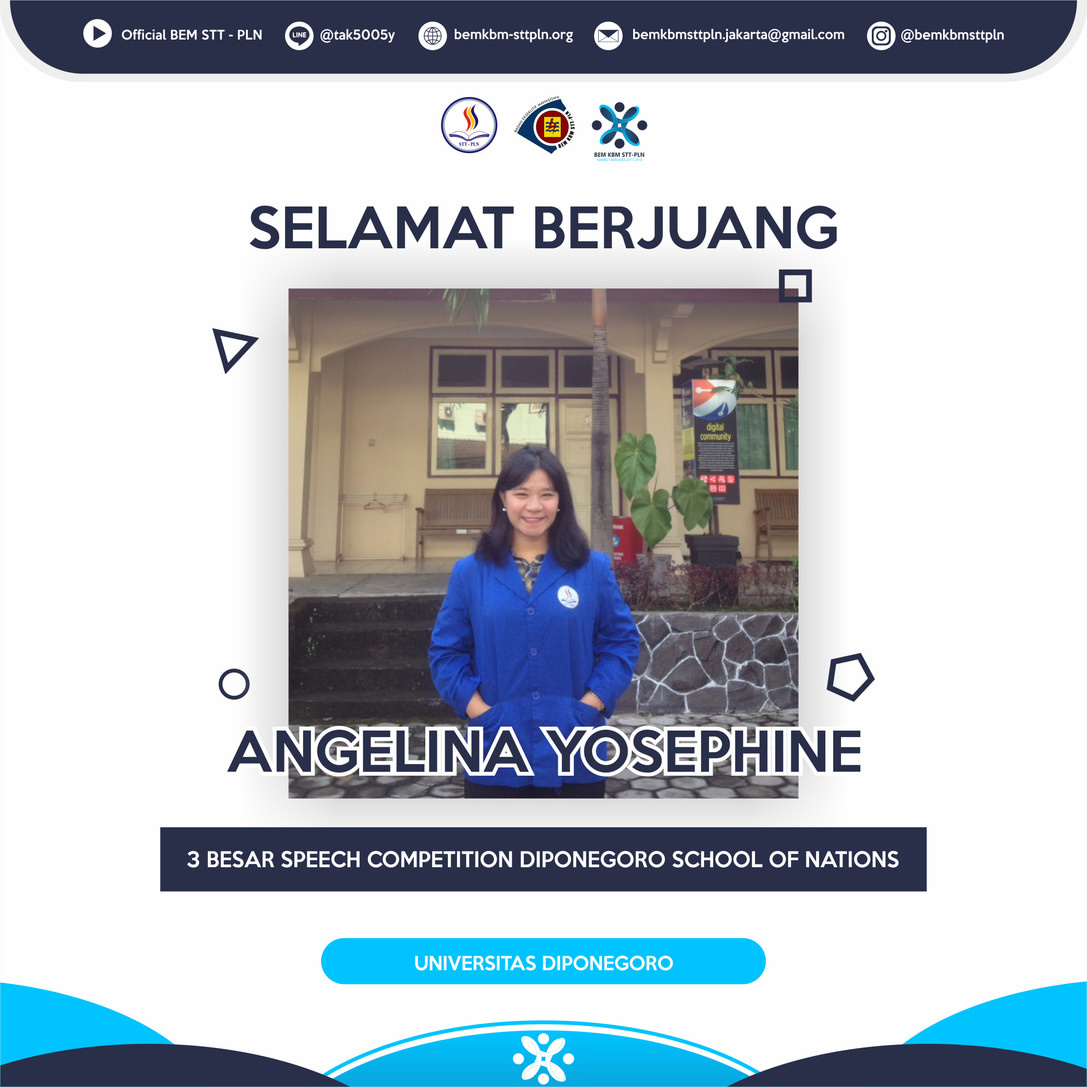 Official BEM STT - PLN
LINE
@tak5005y
bemkbm-sttpln.org
bemkbmsttpln.jakarta@gmail.com
@bemkbmsttpln
STT - PLN
BEM KBM STT-PLN
SELAMAT BERJUANG
digital
community
ANGELINA YOSEPHINE
3 BESAR SPEECH COMPETITION DIPONEGORO SCHOOL OF NATIONS
UNIVERSITAS DIPONEGORO